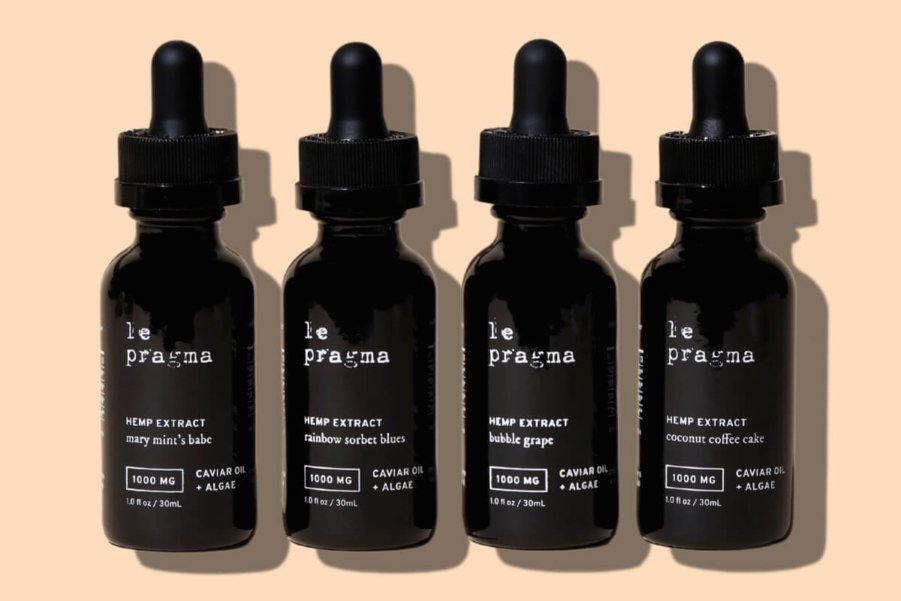 le
pragma
HEMP EXTRACT
mary mint's babe
1000 MG
CAVIAR OIL
+ ALGAE
1.0 fl oz / 30mL
le
pragma
HEMP EXTRACT
rainbow sorbet blues
1000 MG
CAVIAR OIL
+ ALGAE
1.0 fl oz / 30mL
le
pragma
HEMP EXTRACT
bubble grape
1000 MG
CAVIAR OIL
+ ALGAE
1.0 fl oz / 30mL
le
pragma
HEMP EXTRACT
coconut coffee cake
1000 MG
CAVIAR OIL
+ ALGAE
1.0 fl oz / 30mL